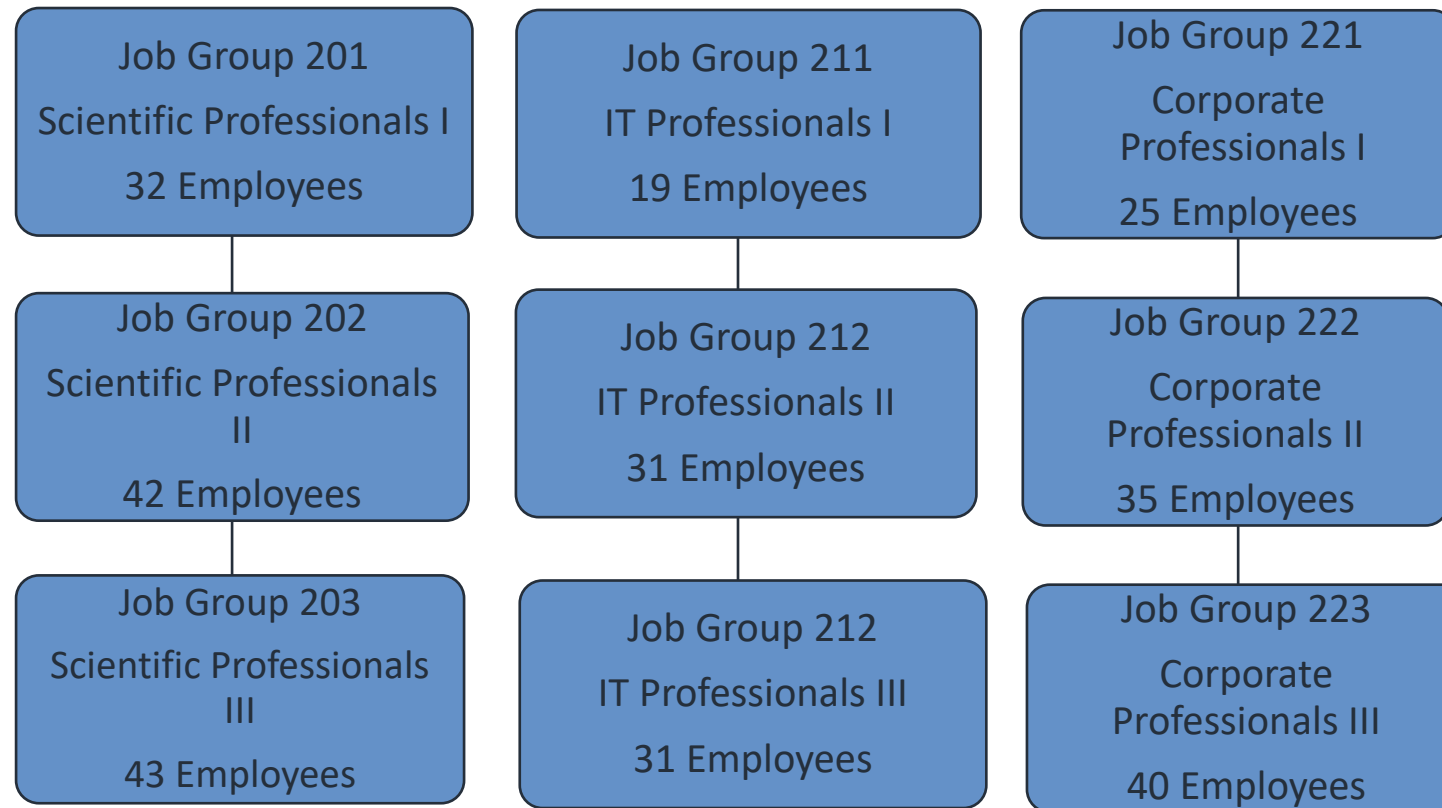 Job Group 201
Scientific Professionals I
32 Employees
Job Group 202
Scientific Professionals
II
42 Employees
Job Group 203
Scientific Professionals
III
43 Employees
Job Group 211
IT Professionals I
19 Employees
Job Group 212
IT Professionals II
31 Employees
Job Group 212
IT Professionals III
31 Employees
Job Group 221
Corporate
Professionals I
25 Employees
Job Group 222
Corporate
Professionals II
35 Employees
Job Group 223
Corporate
Professionals III
40 Employees